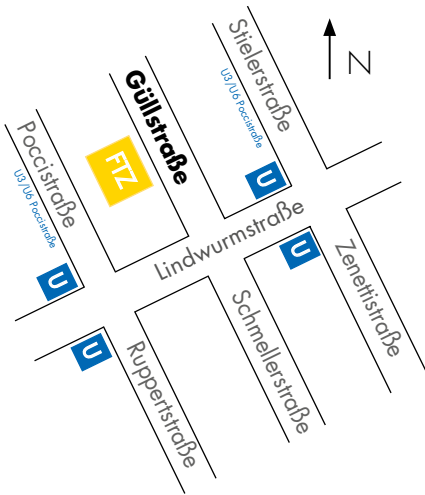 Stielerstraße
N
Güllstraße
U3/U6 Poccistraße
FTZ
Poccistraße
U3/U6 Poccistraße
U
Lindwurmstraße
U
U
Zenettistraße
Schmellerstraße
U
Ruppertstraße